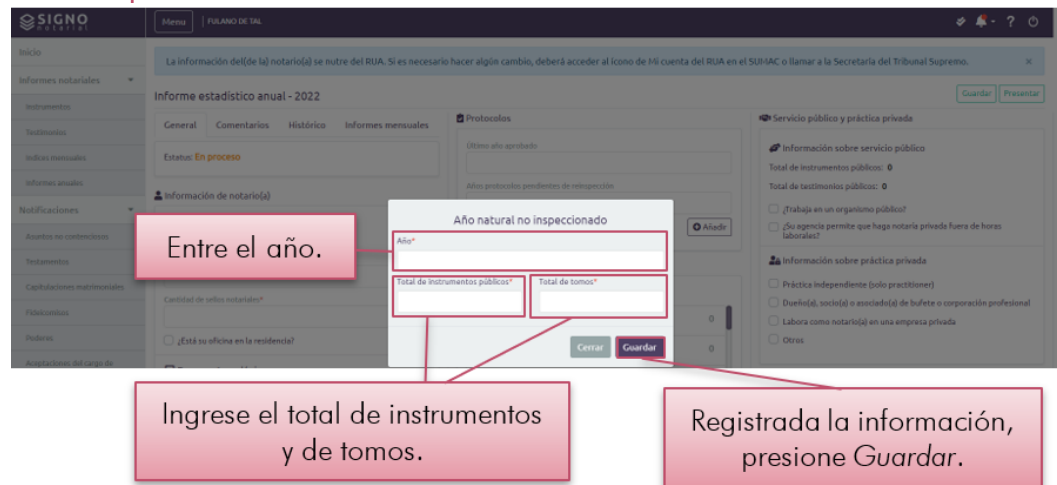 SIGNO
notarial
Menu
FULANO DE TAL
Inicio
Informes notariales
Instrumentos
Testimonios
Indices mensuales
Informes anuales
Notificaciones
Asuntos no contenciosos
Testamentos
Capitulaciones matrimoniales
Fideicomisos
Poderes
Aceptaciones del cargo de
La información del(de la) notario(a) se nutre del RUA. Si es necesario hacer algún cambio, deberá acceder al ícono de Mi cuenta del RUA en el SUMAC o llamar a la Secretaría del Tribunal Supremo.
Informe estadístico anual - 2022
Guardar
Presentar
General
Comentarios
Histórico
Informes mensuales
Estatus: En proceso
Información de notario(a)
Cantidad de sellos notariales*
¿Está su oficina en la residencia?
Protocolos
Último año aprobado
Años protocolos pendientes de reinspección
Añadir
0
0
Servicio público y práctica privada
Información sobre servicio público
Total de instrumentos públicos: 0
Total de testimonios públicos: 0
¿Trabaja en un organismo público?
¿Su agencia permite que haga notaría privada fuera de horas
laborales?
Información sobre práctica privada
Práctica independiente (solo practitioner)
Dueño(a), socio(a) o asociado(a) de bufete o corporación profesional
Labora como notario(a) en una empresa privada
Otros
Año natural no inspeccionado
Año*
Total de instrumentos públicos*
Total de tomos*
Cerrar
Guardar
Entre el año.
Ingrese el total de instrumentos
y de tomos.
Registrada la información,
presione Guardar.